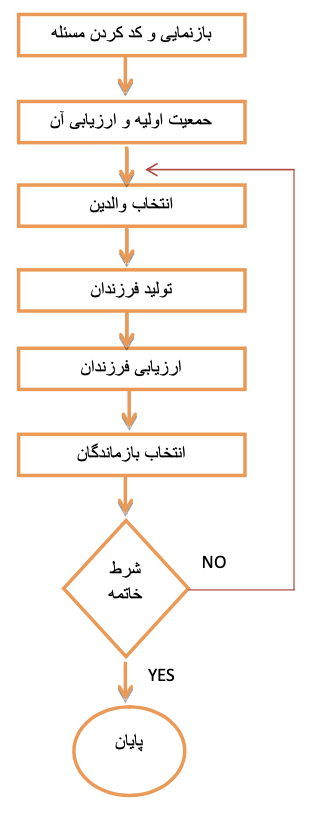 بازنمایی و کد کردن مسئله
حمعیت اولیه و ارزیابی آن
انتخاب والدین
تولید فرزندان
ارزیابی فرزندان
انتخاب بازماندگان
شرط
خاتمه
NO
YES
پایان